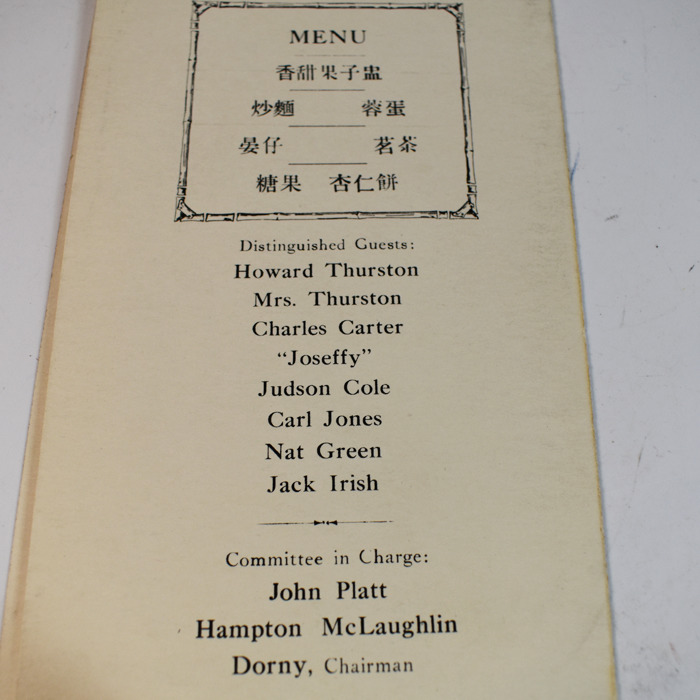 MENU
香甜果子盅
炒麵 蓉蛋
晏仔 茗茶
糖果 杏仁餅
Distinguished Guests:
Howard Thurston
Mrs. Thurston
Charles Carter
“Joseffy”
Judson Cole
Carl Jones
Nat Green
Jack Irish
Committee in Charge:
John Platt
Hampton McLaughlin
Dorny, Chairman